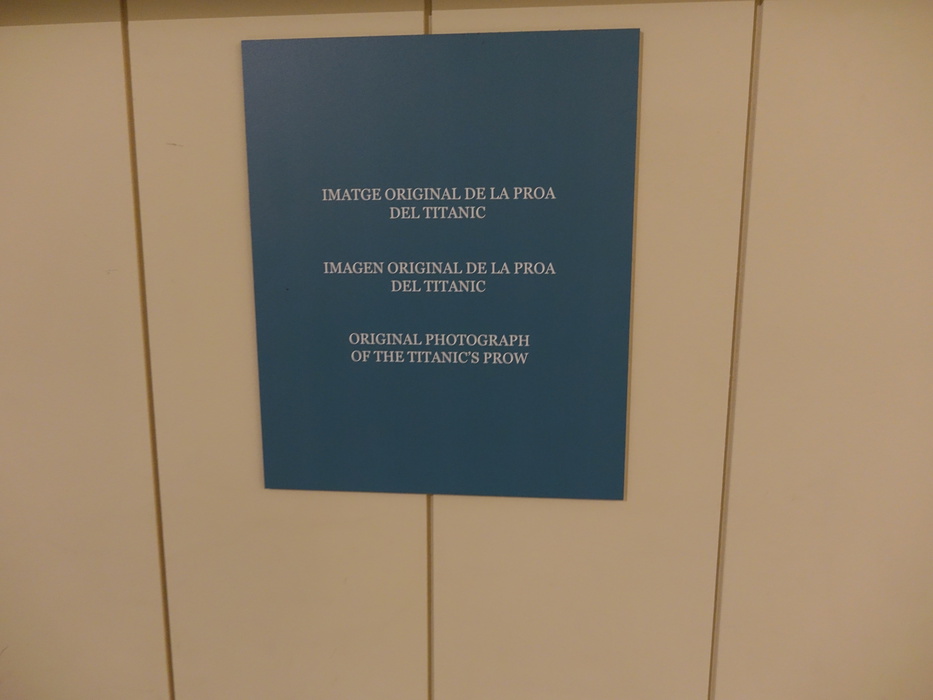 IMATGE ORIGINAL DE LA PROA
DEL TITANIC
IMAGEN ORIGINAL DE LA PROA
DEL TITANIC
ORIGINAL PHOTOGRAPH
OF THE TITANIC'S PROW